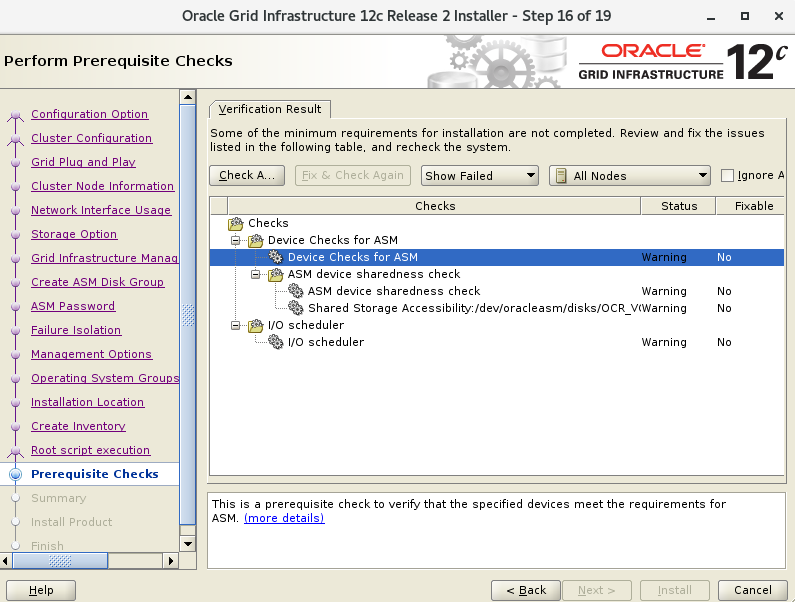 Oracle Grid Infrastructure 12c Release 2 Installer - Step 16 of 19
Perform Prerequisite Checks
ORACLE
GRID INFRASTRUCTURE
12c
Configuration Option
Cluster Configuration
Grid Plug and Play
Cluster Node Information
Network Interface Usage
Storage Option
Grid Infrastructure Manag
Create ASM Disk Group
ASM Password
Failure Isolation
Management Options
Operating System Groups
Installation Location
Create Inventory
Root script execution
Prerequisite Checks
Summary
Install Product
Finish
Verification Result
Some of the minimum requirements for installation are not completed. Review and fix the issues
listed in the following table, and recheck the system.
Check A... Fix & Check Again Show Failed All Nodes Ignore A
Checks Status Fixable
Checks
Device Checks for ASM
Device Checks for ASM Warning No
ASM device sharedness check
ASM device sharedness check Warning No
Shared Storage Accessibility:/dev/oracleasm/disks/OCR_V( Warning No
I/O scheduler
I/O scheduler Warning No
This is a prerequisite check to verify that the specified devices meet the requirements for
ASM. (more details)
Help < Back Next > Install Cancel